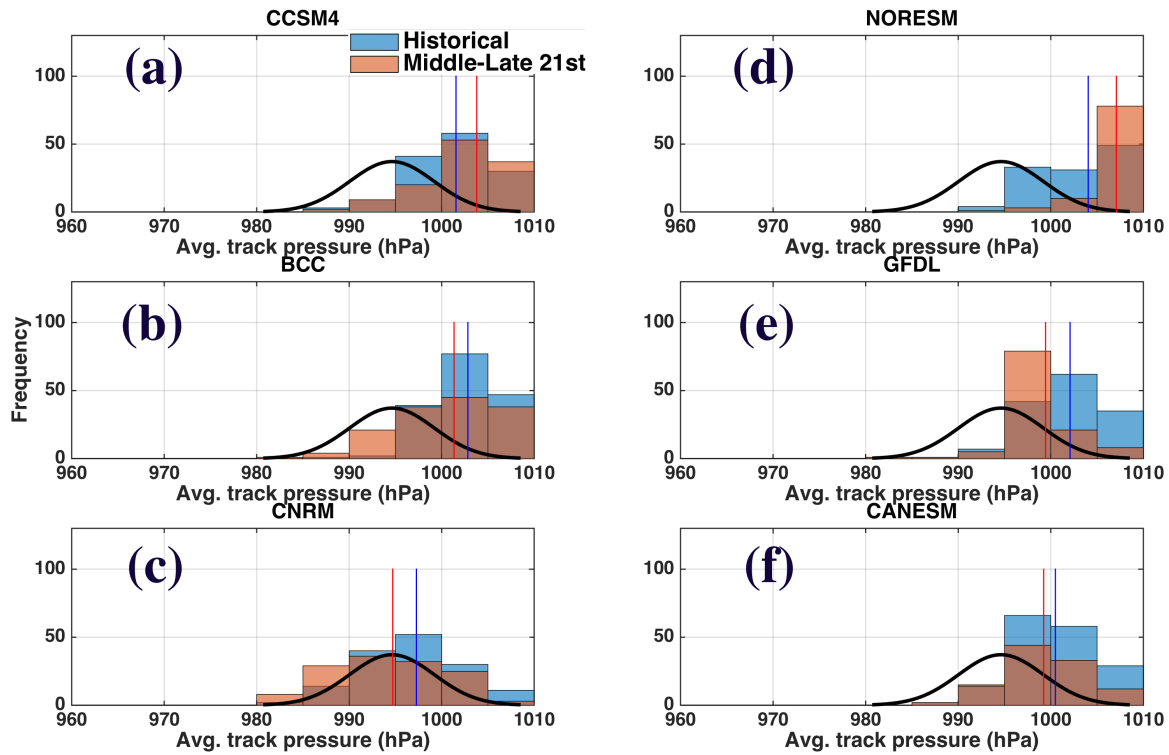 CCSM4
(a)
Historical
Middle-Late 21st
100
50
0
960 970 980 990 1000 1010
Avg. track pressure (hPa)
NORESM
(d)
100
50
0
960 970 980 990 1000 1010
Avg. track pressure (hPa)
BCC
(b)
Frequency
100
50
0
960 970 980 990 1000 1010
Avg. track pressure (hPa)
GFDL
(e)
100
50
0
960 970 980 990 1000 1010
Avg. track pressure (hPa)
CNRM
(c)
100
50
0
960 970 980 990 1000 1010
Avg. track pressure (hPa)
CANESM
(f)
100
50
0
960 970 980 990 1000 1010
Avg. track pressure (hPa)